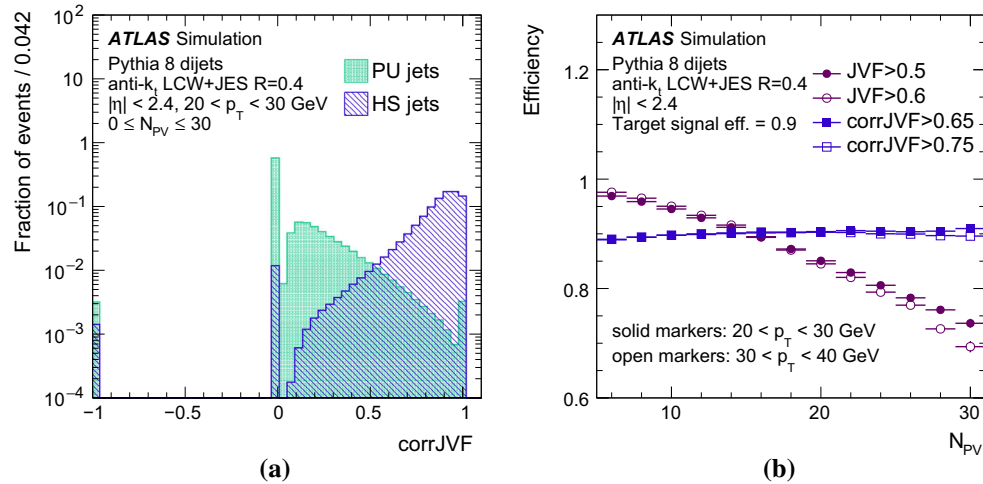 ATLAS Simulation
Pythia 8 dijets
anti-kt LCW+JES R=0.4
|η| < 2.4, 20 < pT < 30 GeV
0 ≤ NPV ≤ 30
PU jets
HS jets
Fraction of events / 0.042
10²
10
1
10⁻¹
10⁻²
10⁻³
10⁻⁴
−1 −0.5 0 0.5 1
corrJVF
(a)
ATLAS Simulation
Pythia 8 dijets
anti-kt LCW+JES R=0.4
|η| < 2.4
Target signal eff. = 0.9
JVF>0.5
JVF>0.6
corrJVF>0.65
corrJVF>0.75
Efficiency
1.2
1
0.8
0.6
solid markers: 20 < pT < 30 GeV
open markers: 30 < pT < 40 GeV
10 20 30
NPV
(b)